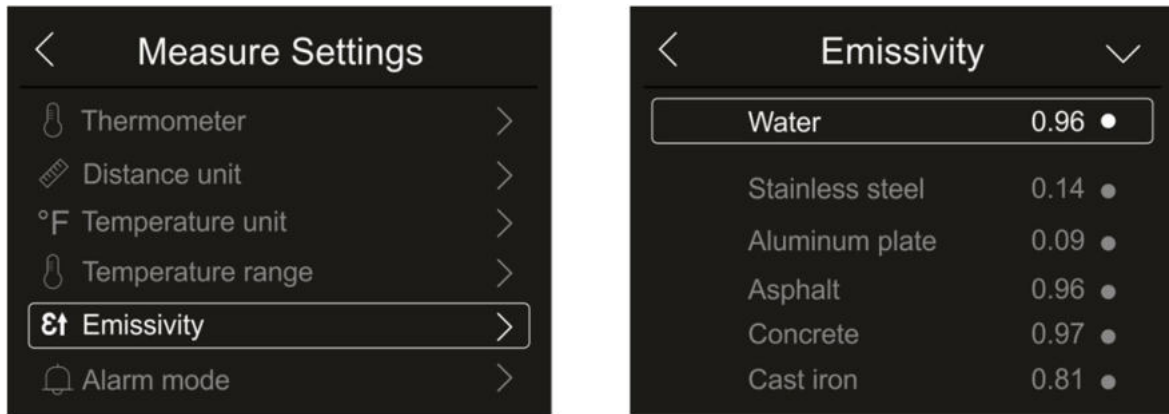 Measure Settings
Thermometer
Distance unit
°F Temperature unit
Temperature range
Ɛ↑ Emissivity
Alarm mode
Emissivity
Water 0.96
Stainless steel 0.14
Aluminum plate 0.09
Asphalt 0.96
Concrete 0.97
Cast iron 0.81